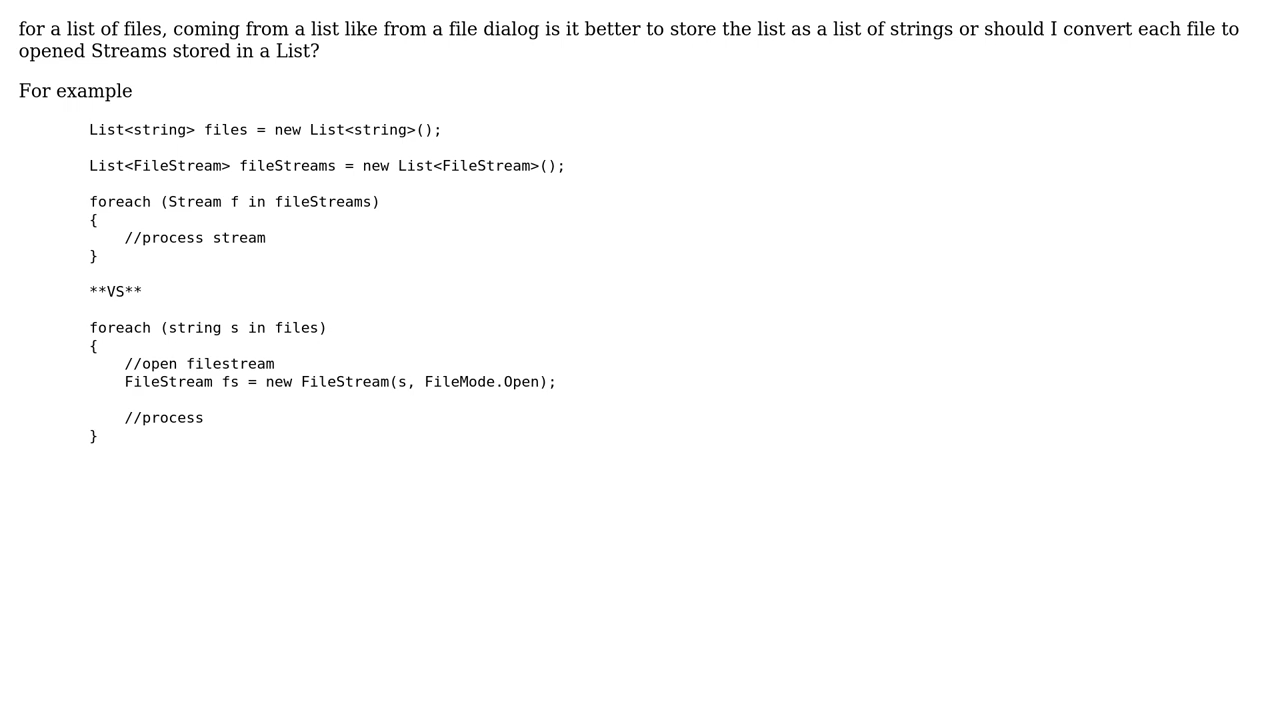 for a list of files, coming from a list like from a file dialog is it better to store the list as a list of strings or should I convert each file to
opened Streams stored in a List?
For example
List<string> files = new List<string>();
List<FileStream> fileStreams = new List<FileStream>();
foreach (Stream f in fileStreams)
{
    //process stream
}
**VS**
foreach (string s in files)
{
    //open filestream
    FileStream fs = new FileStream(s, FileMode.Open);
    //process
}